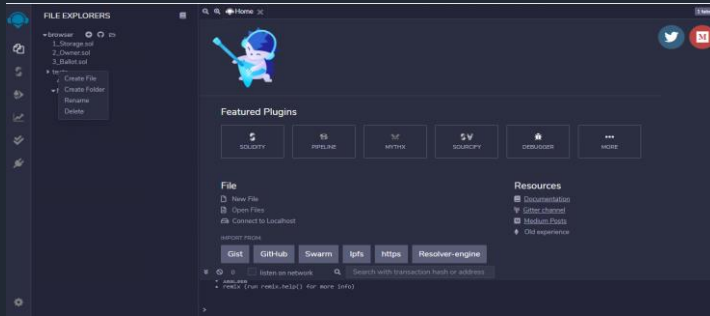 FILE EXPLORERS
browser
1_Storage.sol
2_Owner.sol
3_Ballot.sol
Create File
Create Folder
Rename
Delete
Home
Featured Plugins
SOLIDITY
PIPELINE
MYTHX
SOURCIFY
DEBUGGER
MORE
File
New File
Open Files
Connect to Localhost
IMPORT FROM:
Gist
GitHub
Swarm
Ipfs
https
Resolver-engine
Resources
Documentation
Gitter channel
Medium Posts
Old experience
0
listen on network
Search with transaction hash or address
remix (run remix.help() for more info)
>